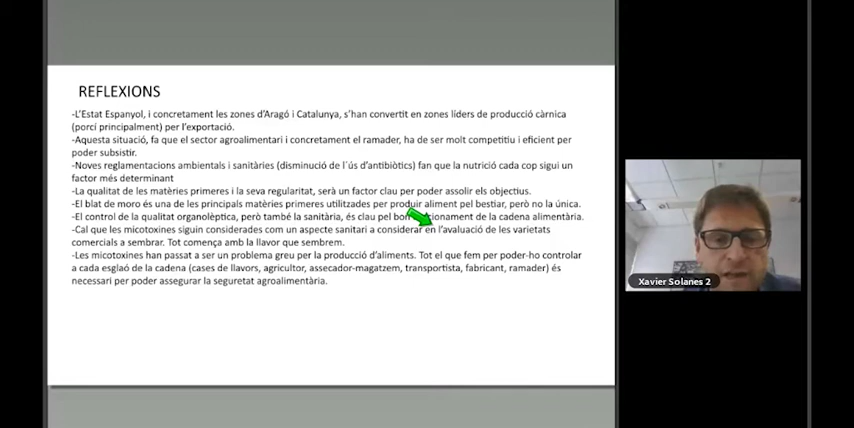 REFLEXIONS
-L'Estat Espanyol, i concretament les zones d'Aragó i Catalunya, s'han convertit en zones líders de producció càrnica
(porcí principalment) per l'exportació.
-Aquesta situació, fa que el sector agroalimentari i concretament el ramader, ha de ser molt competitiu i eficient per
poder subsistir.
-Noves reglamentacions ambientals i sanitàries (disminució de l'ús d'antibiòtics) fan que la nutrició cada cop sigui un
factor més determinant
-La qualitat de les matèries primeres i la seva regularitat, serà un factor clau per poder assolir els objectius.
-El blat de moro és una de les principals matèries primeres utilitzades per produir aliment pel bestiar, però no la única.
-El control de la qualitat organolèptica, però també la sanitària, és clau pel de la cadena alimentària.
-Cal que les micotoxines siguin considerades com un aspecte sanitari a considerar en l'avaluació de les varietats
comercials a sembrar. Tot comença amb la llavor que sembrem.
-Les micotoxines han passat a ser un problema greu per la producció d'aliments. Tot el que fem per poder-ho controlar
a cada esglaó de la cadena (cases de llavors, agricultor, assecador-magatzem, transportista, fabricant, ramader) és
necessari per poder assegurar la seguretat agroalimentària.
Xavier Solanes 2